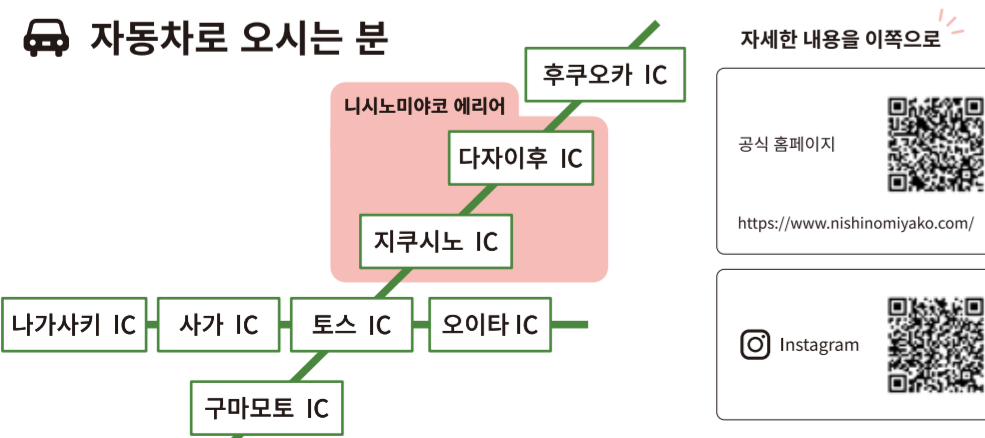 자동차로 오시는 분
후쿠오카 IC
니시노미야코 에리어
다자이후 IC
지쿠시노 IC
나가사키 IC
사가 IC
토스 IC
오이타 IC
구마모토 IC
자세한 내용을 이쪽으로
공식 홈페이지
https://www.nishinomiyako.com/
Instagram